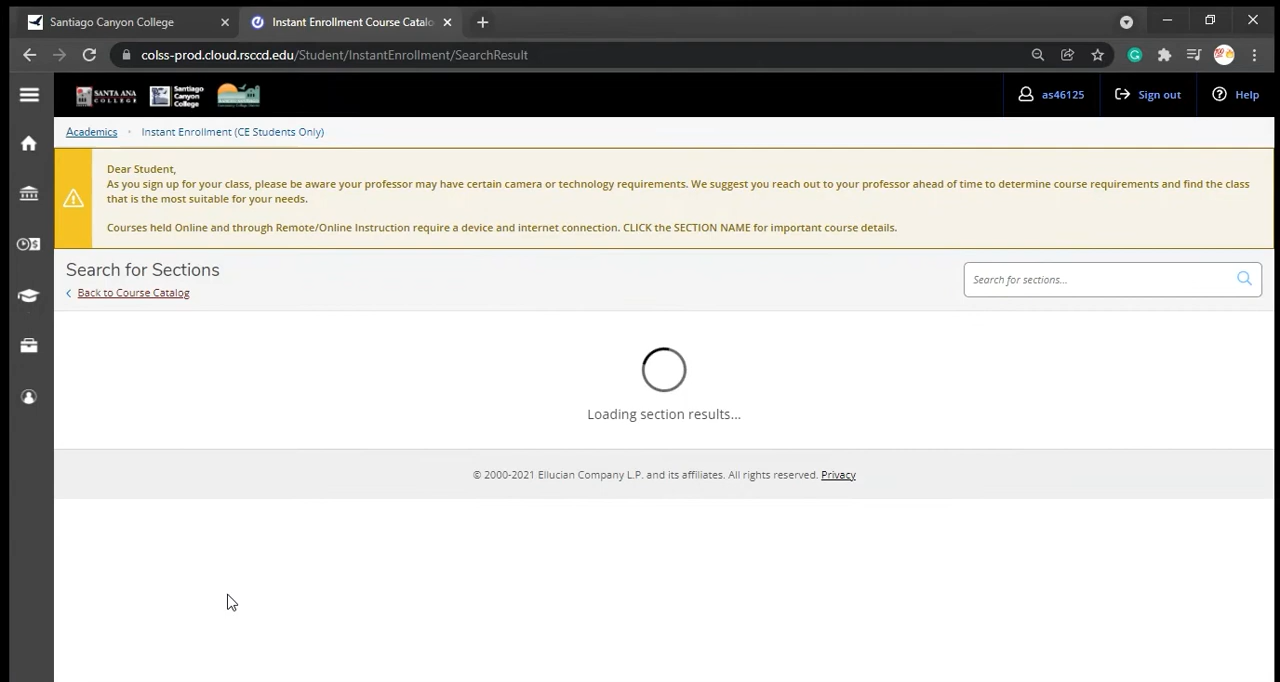 Santiago Canyon College
Instant Enrollment Course Catalo
colss-prod.cloud.rsccd.edu/Student/InstantEnrollment/SearchResult
SANTA ANA COLLEGE
Santiago Canyon College
as46125
Sign out
Help
Academics
Instant Enrollment (CE Students Only)
Dear Student,
As you sign up for your class, please be aware your professor may have certain camera or technology requirements. We suggest you reach out to your professor ahead of time to determine course requirements and find the class
that is the most suitable for your needs.
Courses held Online and through Remote/Online Instruction require a device and internet connection. CLICK the SECTION NAME for important course details.
Search for Sections
Search for sections...
Back to Course Catalog
Loading section results...
© 2000-2021 Ellucian Company L.P. and its affiliates. All rights reserved. Privacy